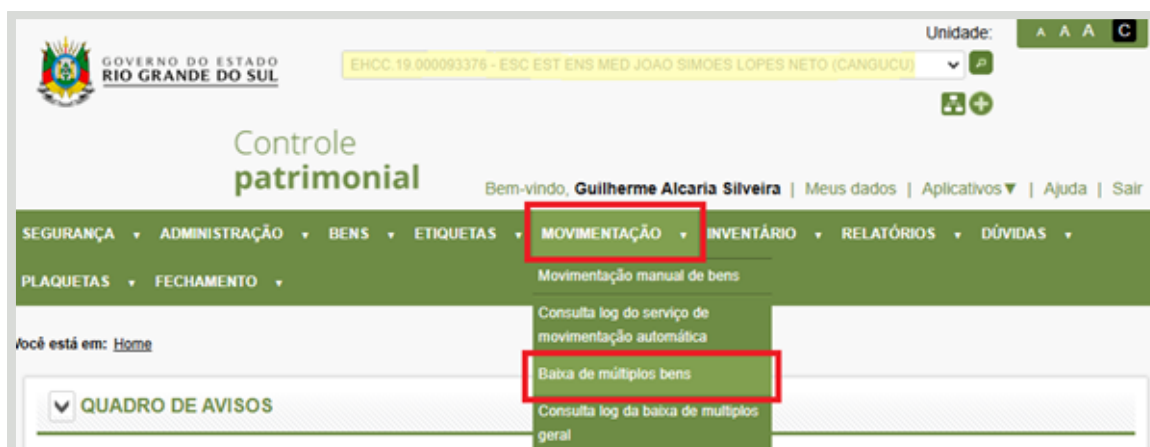 Unidade:
A A A C
GOVERNO DO ESTADO
RIO GRANDE DO SUL
EHCC.19.000093376 - ESC EST ENS MED JOAO SIMOES LOPES NETO (CANGUCU)
Controle
patrimonial
Bem-vindo, Guilherme Alcaria Silveira | Meus dados | Aplicativos▼ | Ajuda | Sair
SEGURANÇA ▾ ADMINISTRAÇÃO ▾ BENS ▾ ETIQUETAS ▾ MOVIMENTAÇÃO ▾ INVENTÁRIO ▾ RELATÓRIOS ▾ DÚVIDAS ▾
PLAQUETAS ▾ FECHAMENTO ▾
Movimentação manual de bens
Consulta log do serviço de
movimentação automática
Você está em: Home
Baixa de múltiplos bens
QUADRO DE AVISOS
Consulta log da baixa de multiplos
geral